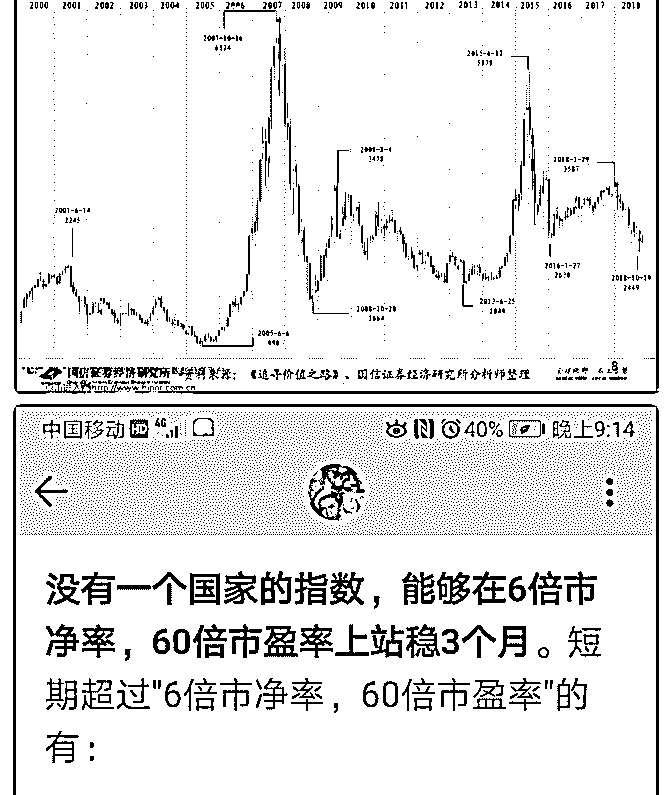 2000 2001 2002 2003 2004 2005 2006 2007 2008 2009 2010 2011 2012 2013 2014 2015 2016 2017 2018
2007-10-16
6124
2015-6-12
5178
2009-8-4
3478
2018-1-29
3587
2001-6-14
2245
2016-1-27
2638
2018-10-19
2449
2013-6-25
1849
2008-10-28
1664
2005-6-6
998
国信证券经济研究所
资料来源：《追寻价值之路》、国信证券经济研究所分析师整理
http://www.hibor.com.cn
中国移动 HD 4G 40% 晚上9:14
没有一个国家的指数，能够在6倍市
净率，60倍市盈率上站稳3个月。短
期超过"6倍市净率，60倍市盈率"的
有：